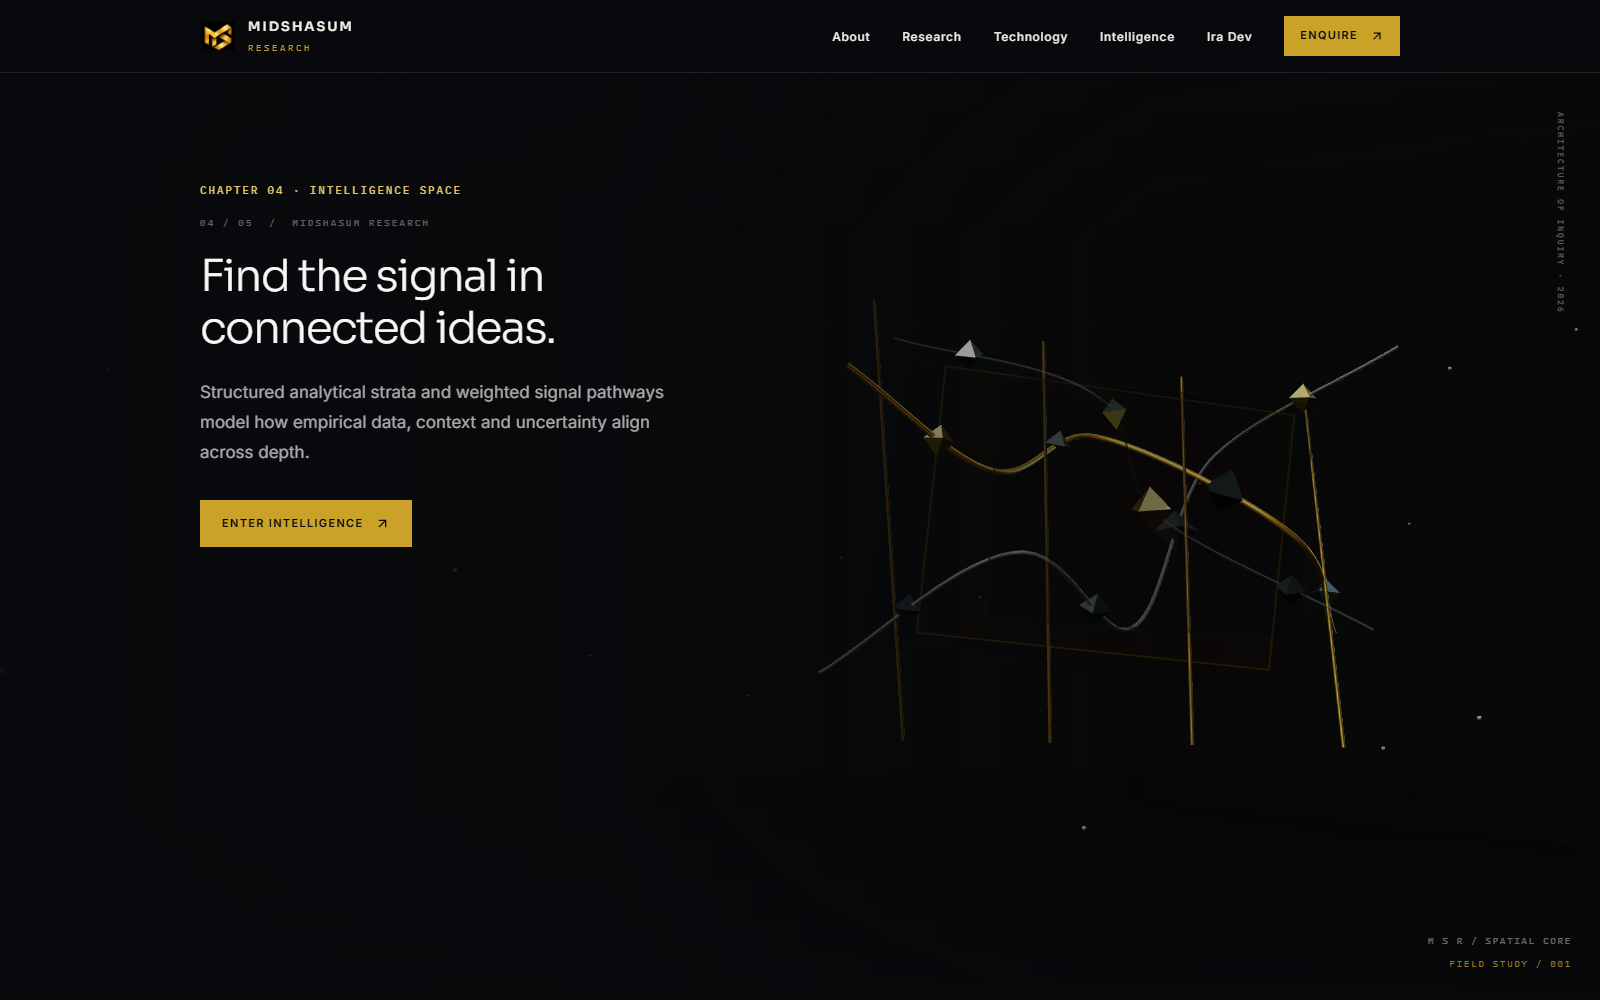 MIDSHASUM
RESEARCH
About
Research
Technology
Intelligence
Ira Dev
ENQUIRE
ARCHITECTURE OF INQUIRY · 2026
CHAPTER 04 · INTELLIGENCE SPACE
04 / 05 / MIDSHASUM RESEARCH
Find the signal in
connected ideas.
Structured analytical strata and weighted signal pathways
model how empirical data, context and uncertainty align
across depth.
ENTER INTELLIGENCE
M S R / SPATIAL CORE
FIELD STUDY / 001